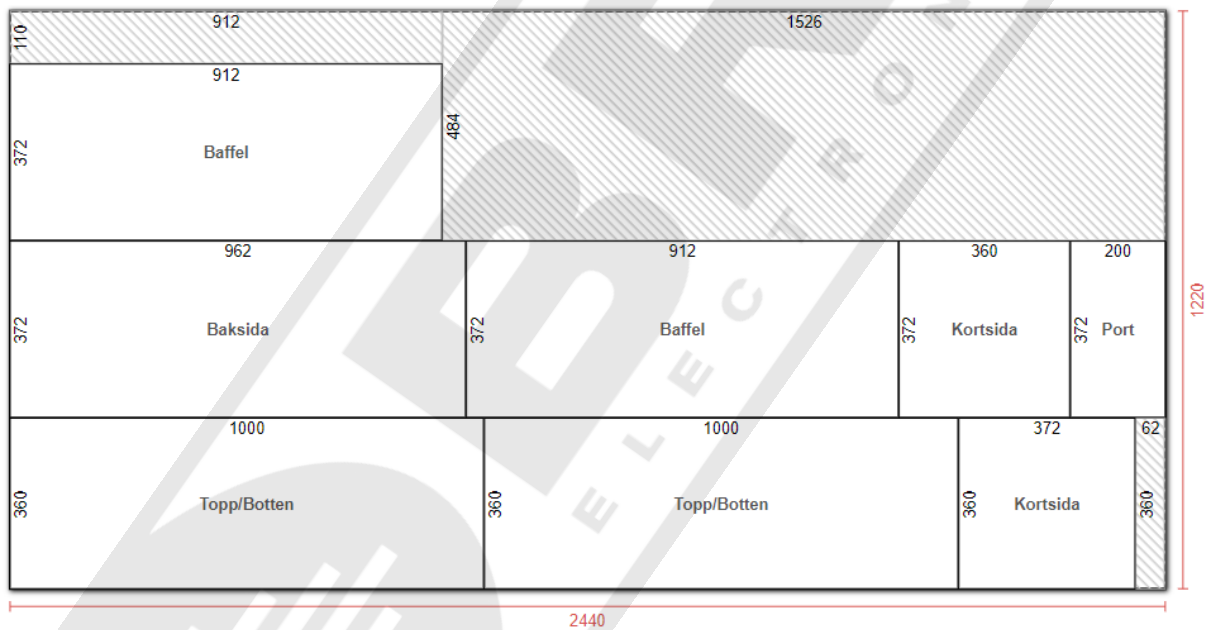 912 1526
110
912
Baffel
372
484
962 912 360 200
Baksida Baffel Kortsida Port
372 372 372 372
1220
1000 1000 372 62
Topp/Botten Topp/Botten Kortsida
360 360 360 360
2440
ELECTRON